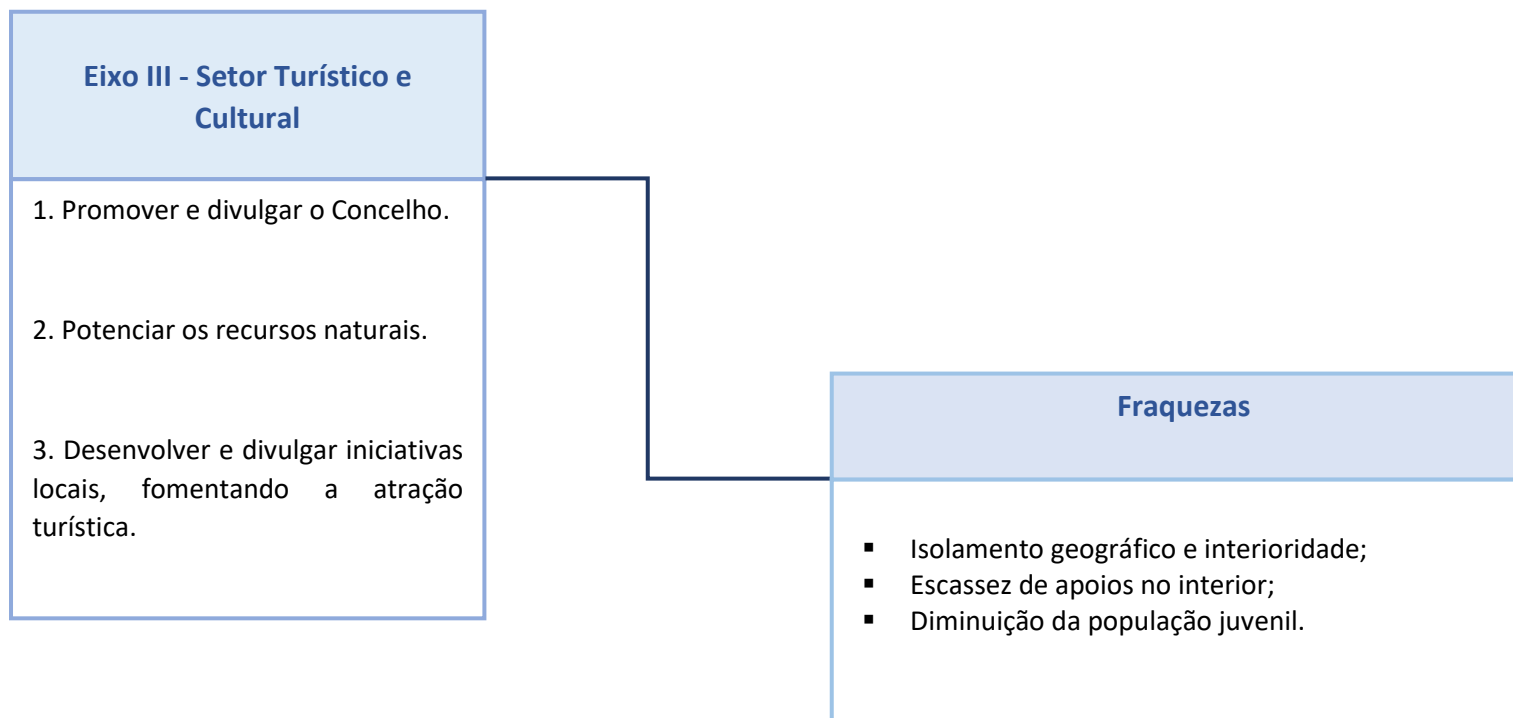 Eixo III - Setor Turístico e
Cultural
1. Promover e divulgar o Concelho.
2. Potenciar os recursos naturais.
3. Desenvolver e divulgar iniciativas
locais, fomentando a atração
turística.
Fraquezas
▪ Isolamento geográfico e interioridade;
▪ Escassez de apoios no interior;
▪ Diminuição da população juvenil.